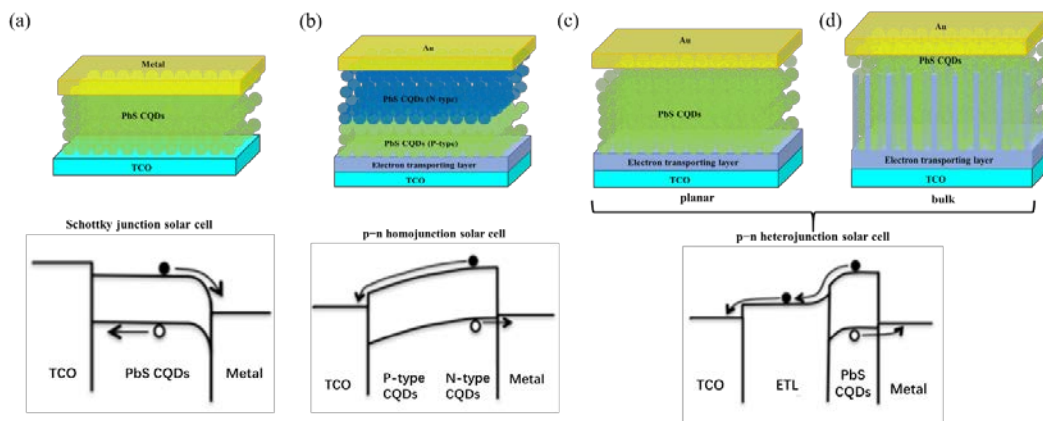 (a)
Metal
PbS CQDs
TCO
(b)
Au
PbS CQDs (N-type)
PbS CQDs (P-type)
Electron transporting layer
TCO
(c)
Au
PbS CQDs
Electron transporting layer
TCO
planar
(d)
Au
PbS CQDs
Electron transporting layer
TCO
bulk
Schottky junction solar cell
TCO
PbS CQDs
Metal
p−n homojunction solar cell
TCO
P-type
CQDs
N-type
CQDs
Metal
p−n heterojunction solar cell
TCO
ETL
PbS
CQDs
Metal